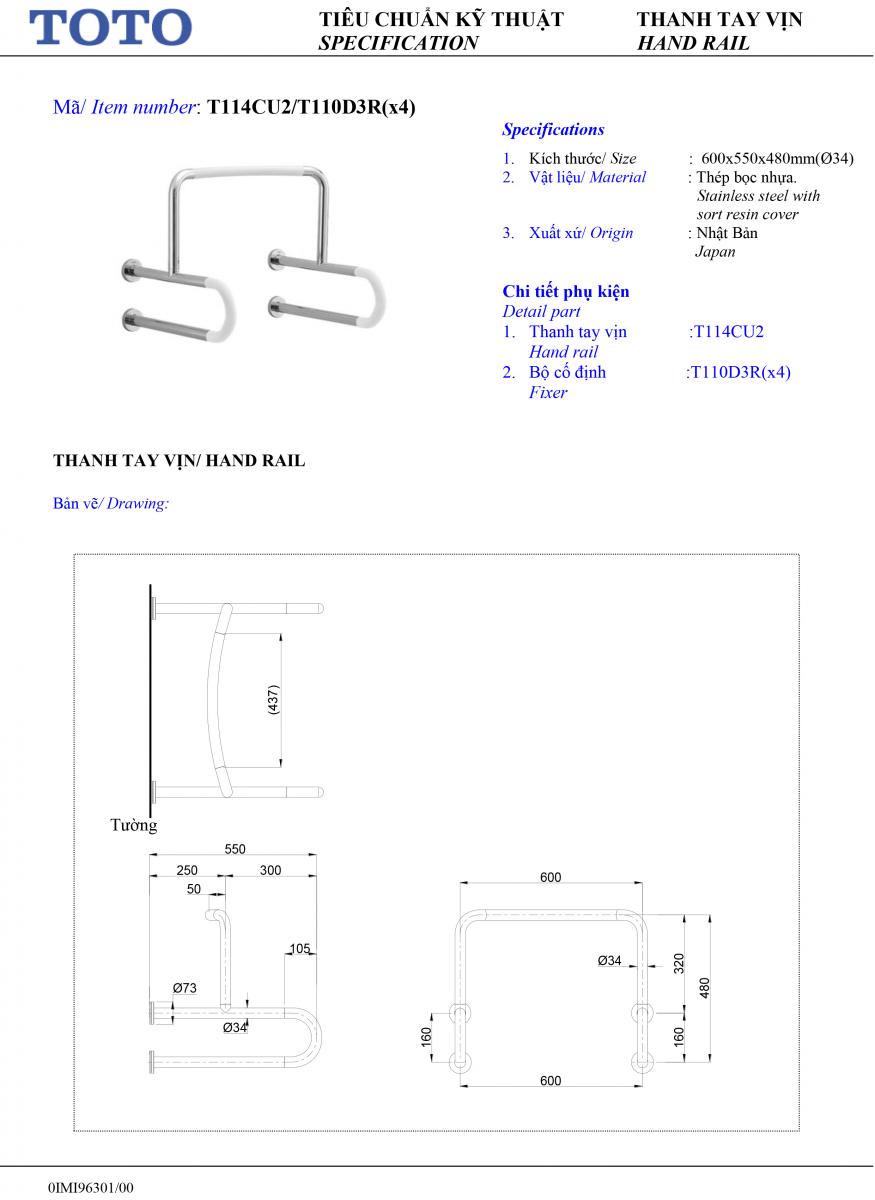 TOTO
TIÊU CHUẨN KỸ THUẬT
SPECIFICATION
THANH TAY VỊN
HAND RAIL
Mã/ Item number: T114CU2/T110D3R(x4)
Specifications
1. Kích thước/ Size : 600x550x480mm(Ø34)
2. Vật liệu/ Material : Thép bọc nhựa.
Stainless steel with
sort resin cover
3. Xuất xứ/ Origin : Nhật Bản
Japan
Chi tiết phụ kiện
Detail part
1. Thanh tay vịn :T114CU2
Hand rail
2. Bộ cố định :T110D3R(x4)
Fixer
THANH TAY VỊN/ HAND RAIL
Bản vẽ/ Drawing:
(437)
Tường
550
250 300
50
105
Ø73
Ø34
600
Ø34
320
480
160
160
600
0IMI96301/00